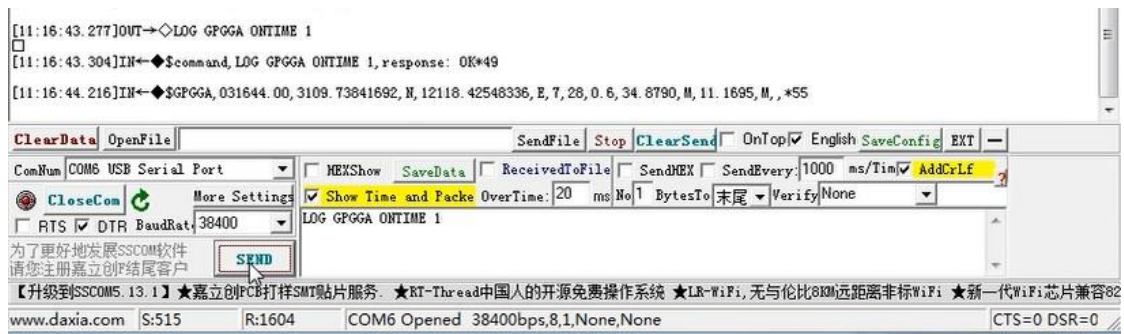 [11:16:43.277]OUT→◇LOG GPGGA ONTIME 1
□
[11:16:43.304]IN←◆$command,LOG GPGGA ONTIME 1,response: OK*49
[11:16:44.216]IN←◆$GPGGA,031644.00,3109.73841692,N,12118.42548336,E,7,28,0.6,34.8790,M,11.1695,M,,*55
ClearData OpenFile SendFile Stop ClearSend OnTop English SaveConfig EXT —
ComNum COM6 USB Serial Port HEXShow SaveData ReceivedToFile SendHEX SendEvery: 1000 ms/Tim AddCrLf
CloseCom More Settings Show Time and Packe OverTime: 20 ms No 1 BytesTo 末尾 Verify None
RTS DTR BaudRat 38400 LOG GPGGA ONTIME 1
为了更好地发展SSCOM软件
请您注册嘉立创F结尾客户 SEND
【升级到SSCOM5.13.1】★嘉立创PCB打样SMT贴片服务. ★RT-Thread中国人的开源免费操作系统 ★LR-WiFi,无与伦比8KM远距离非标WiFi ★新一代WiFi芯片兼容82
www.daxia.com S:515 R:1604 COM6 Opened 38400bps,8,1,None,None CTS=0 DSR=0